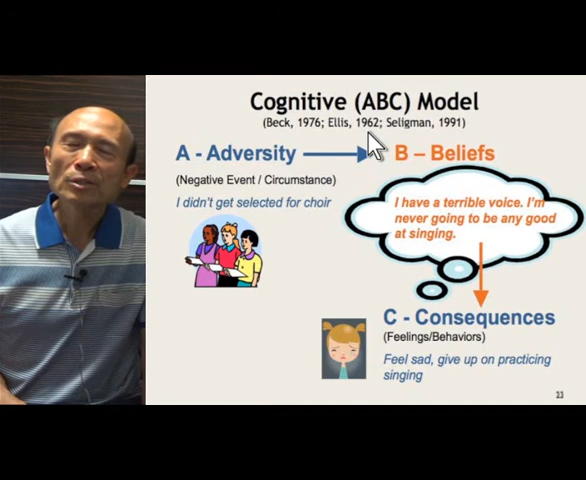 Cognitive (ABC) Model
(Beck, 1976; Ellis, 1962; Seligman, 1991)
A - Adversity
(Negative Event / Circumstance)
I didn't get selected for choir
B – Beliefs
I have a terrible voice. I'm
never going to be any good
at singing.
C - Consequences
(Feelings/Behaviors)
Feel sad, give up on practicing
singing
33